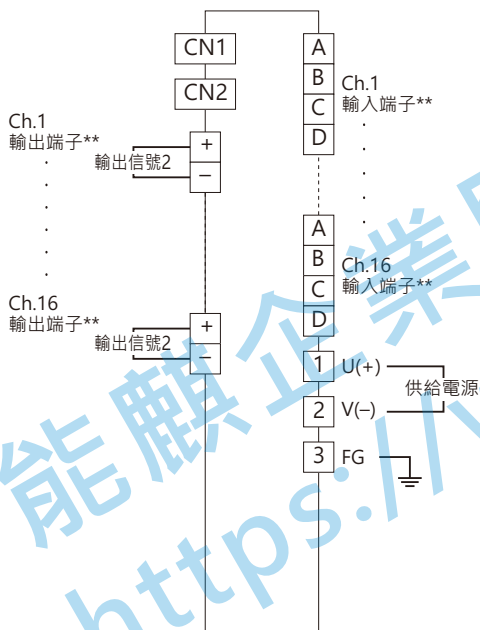 CN1
CN2
Ch.1
輸出端子**
輸出信號2
+
–
Ch.16
輸出端子**
輸出信號2
+
–
A
B
C
D
Ch.1
輸入端子**
A
B
C
D
Ch.16
輸入端子**
1 U(+)
2 V(–)
供給電源
3 FG
能麒企業
https://